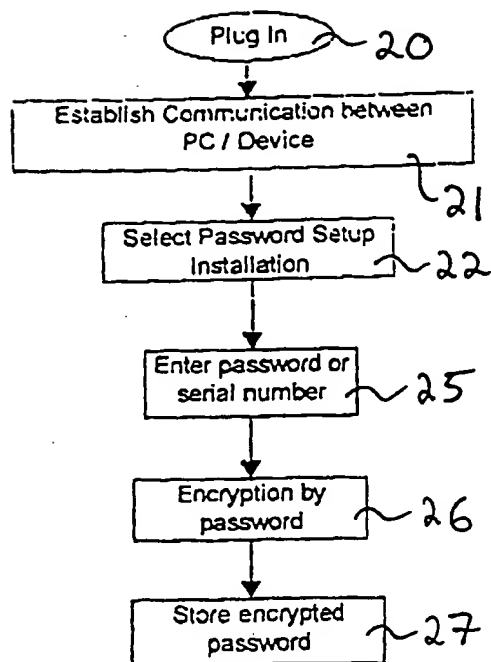 Plug In
20
Establish Communication between
PC / Device
21
Select Password Setup
Installation
22
Enter password or
serial number
25
Encryption by
password
26
Store encrypted
password
27